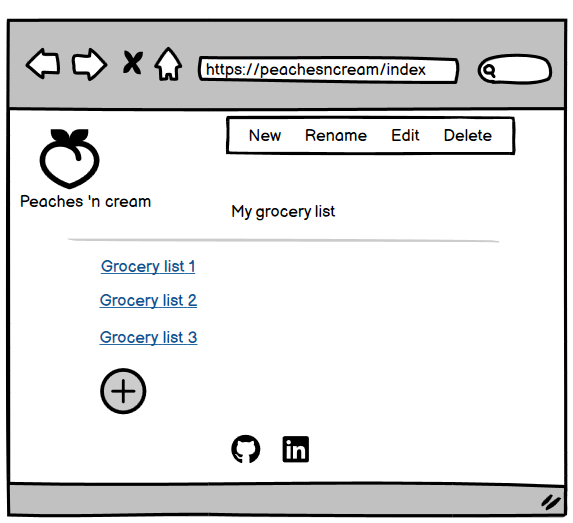 https://peachesncream/index
New Rename Edit Delete
Peaches 'n cream
My grocery list
Grocery list 1
Grocery list 2
Grocery list 3
in